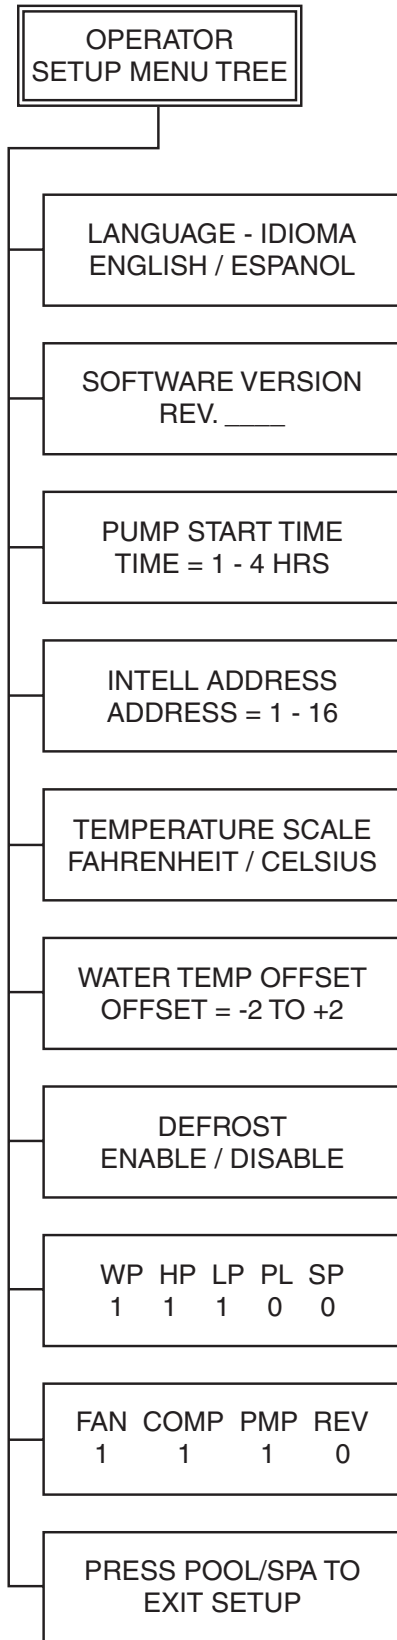 OPERATOR
SETUP MENU TREE
LANGUAGE - IDIOMA
ENGLISH / ESPANOL
SOFTWARE VERSION
REV. ____
PUMP START TIME
TIME = 1 - 4 HRS
INTELL ADDRESS
ADDRESS = 1 - 16
TEMPERATURE SCALE
FAHRENHEIT / CELSIUS
WATER TEMP OFFSET
OFFSET = -2 TO +2
DEFROST
ENABLE / DISABLE
WP HP LP PL SP
1 1 1 0 0
FAN COMP PMP REV
1 1 1 0
PRESS POOL/SPA TO
EXIT SETUP